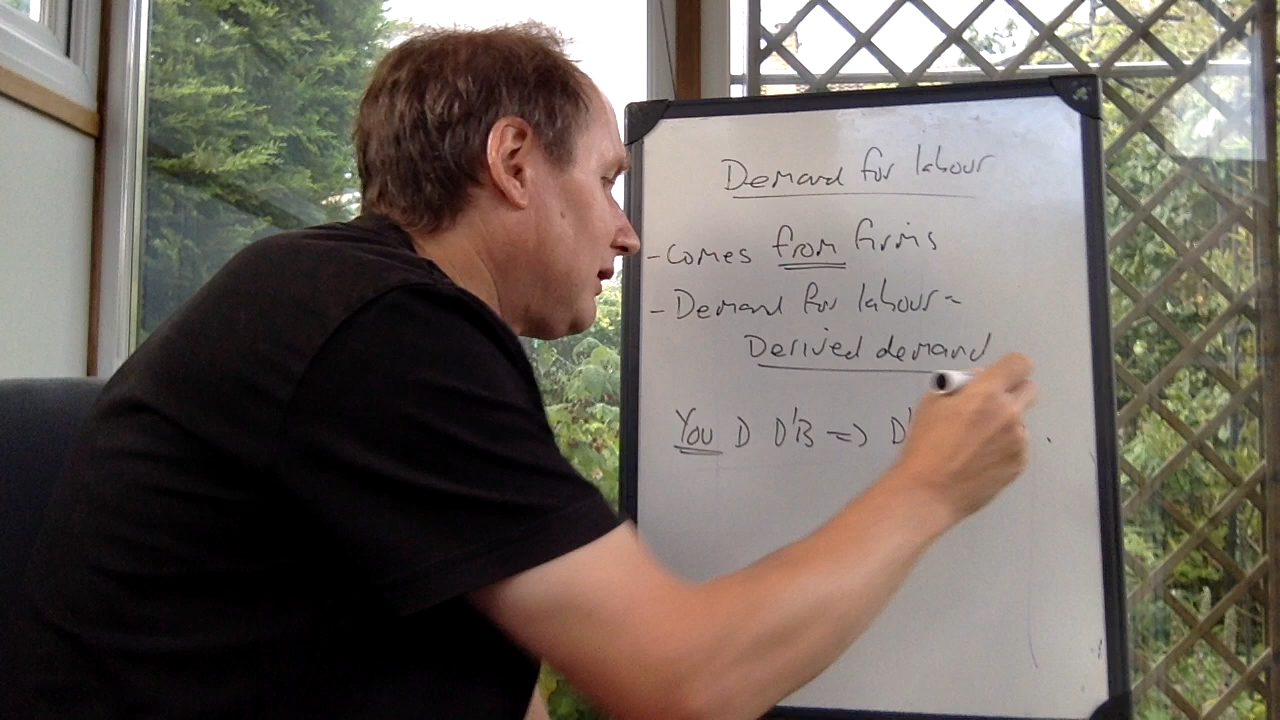 Demand for labour
- Comes from firms
- Demand for labour -
Derived demand
You D D'B => D'